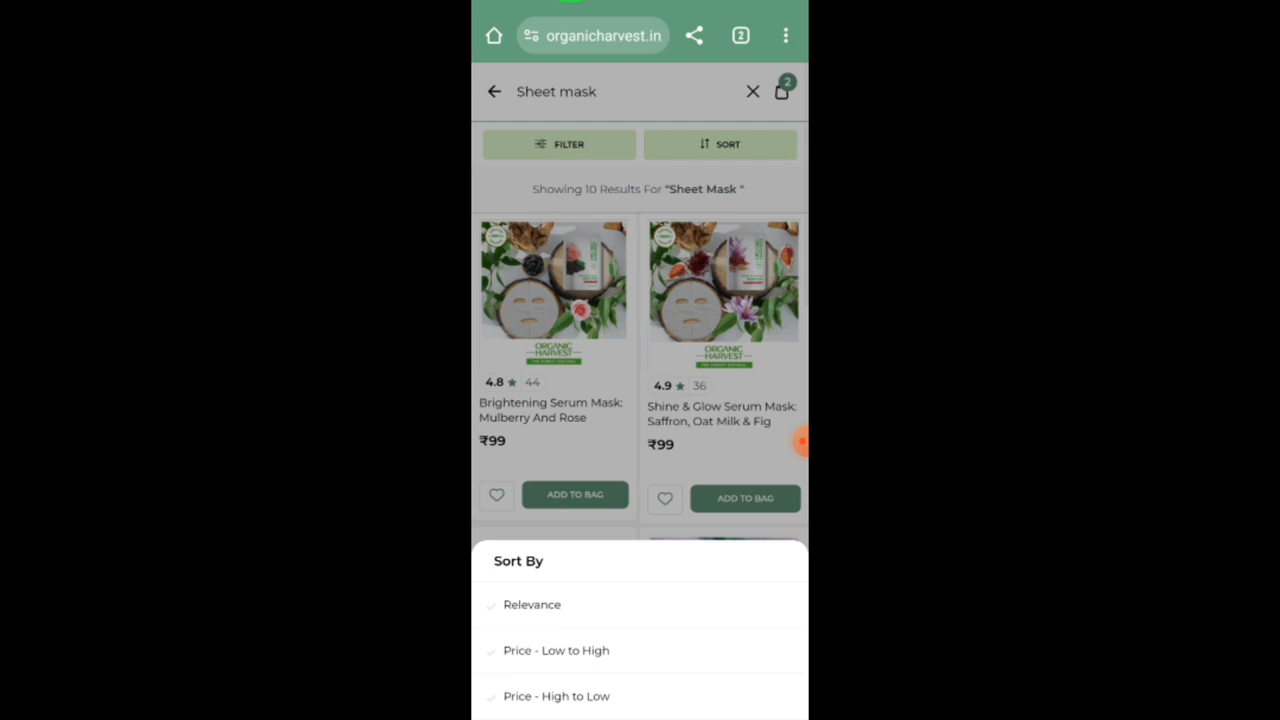 organicharvest.in
2
Sheet mask
2
FILTER
SORT
Showing 10 Results For "Sheet Mask "
ORGANIC
HARVEST
ORGANIC
HARVEST
4.8 44
4.9 36
Brightening Serum Mask:
Mulberry And Rose
Shine & Glow Serum Mask:
Saffron, Oat Milk & Fig
₹99
₹99
ADD TO BAG
ADD TO BAG
Sort By
Relevance
Price - Low to High
Price - High to Low